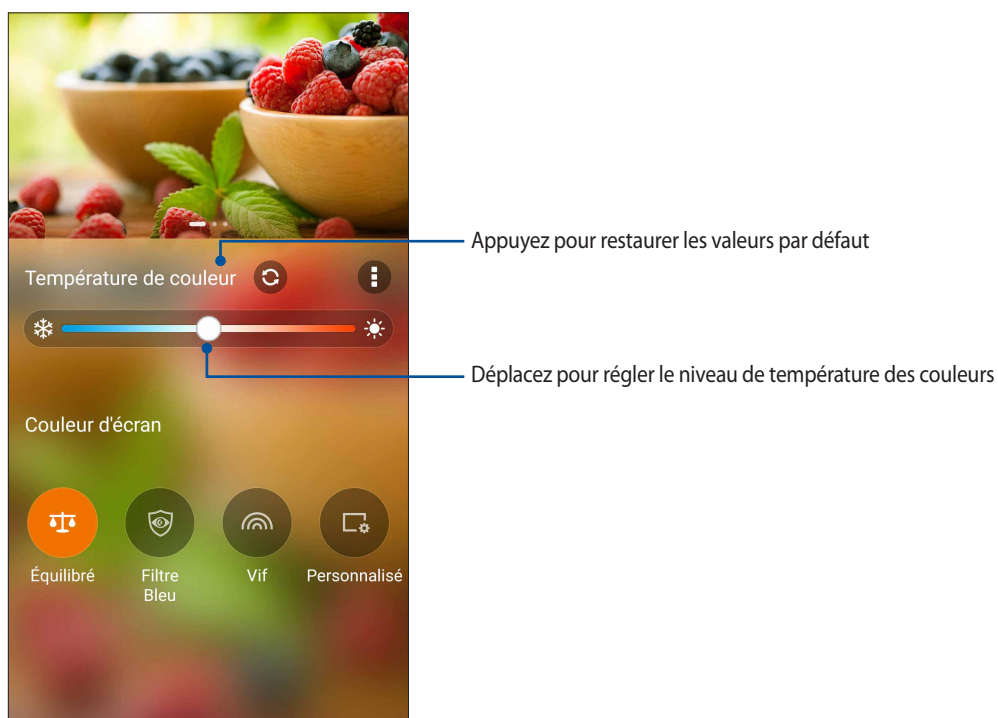 Appuyez pour restaurer les valeurs par défaut
Température de couleur
Déplacez pour régler le niveau de température des couleurs
Couleur d'écran
Équilibré
Filtre
Bleu
Vif
Personnalisé